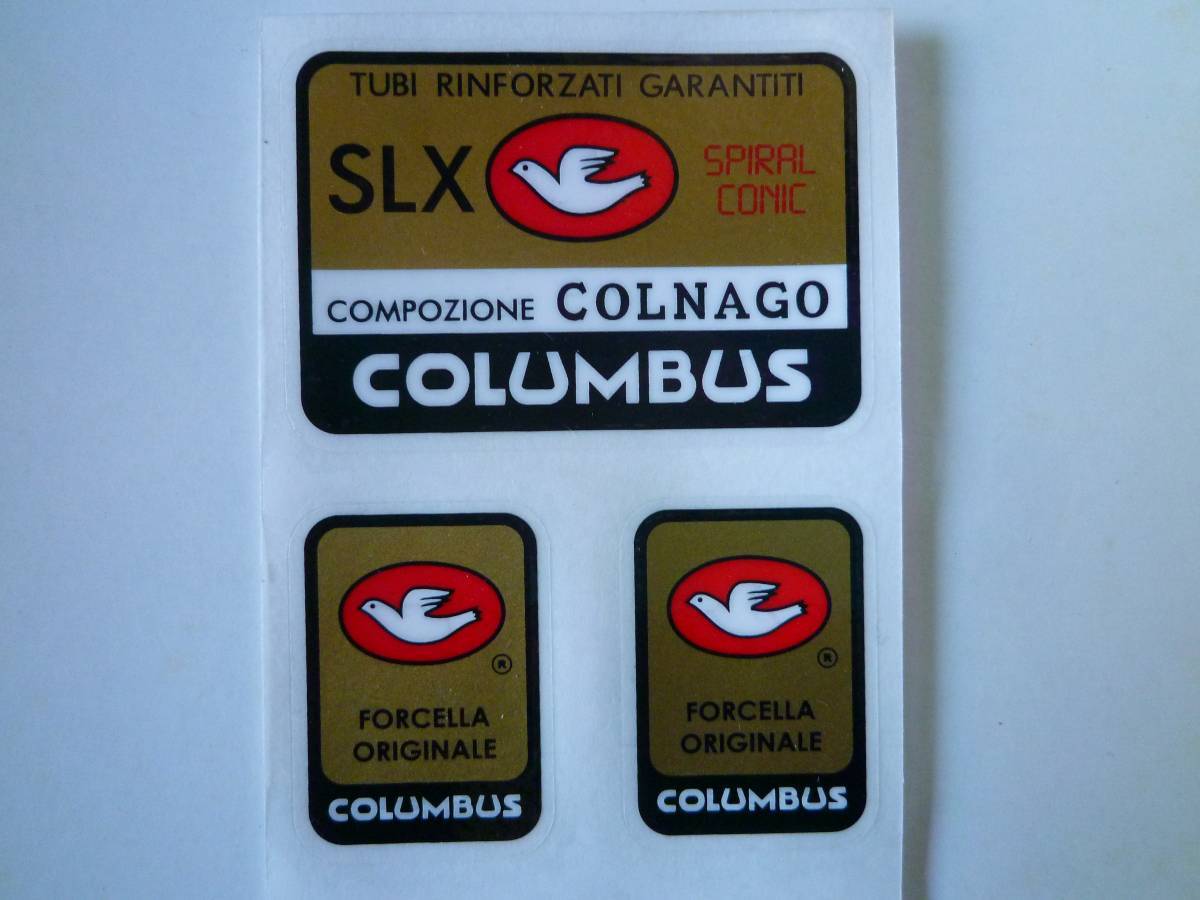 TUBI RINFORZATI GARANTITI
SLX
SPIRAL
CONIC
COMPOZIONE COLNAGO
COLUMBUS
®
FORCELLA
ORIGINALE
COLUMBUS
®
FORCELLA
ORIGINALE
COLUMBUS